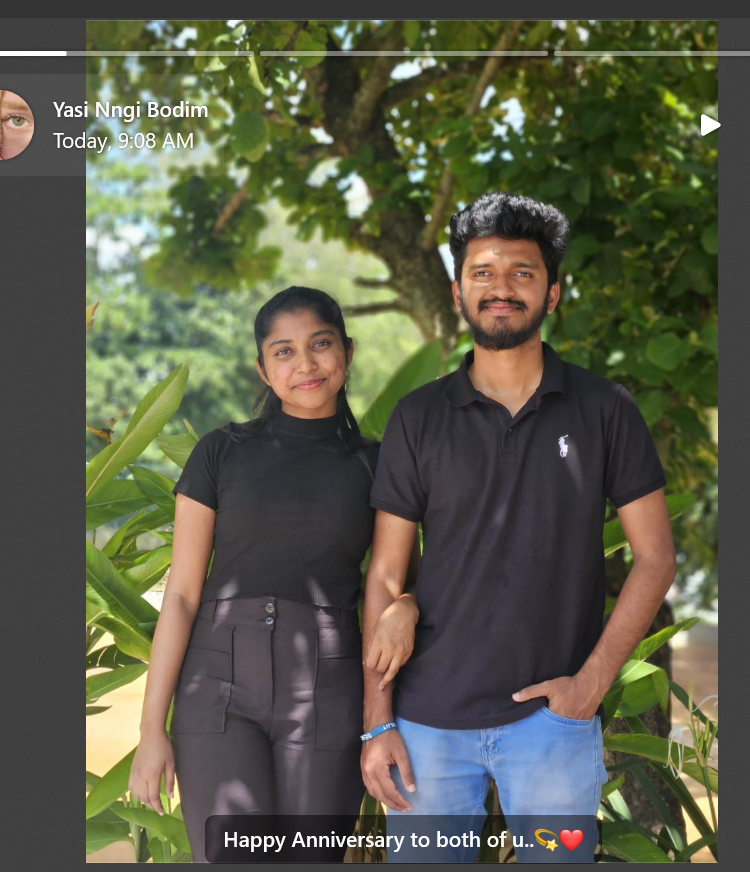 Yasi Nngi Bodim
Today, 9:08 AM
Happy Anniversary to both of u..💫❤️